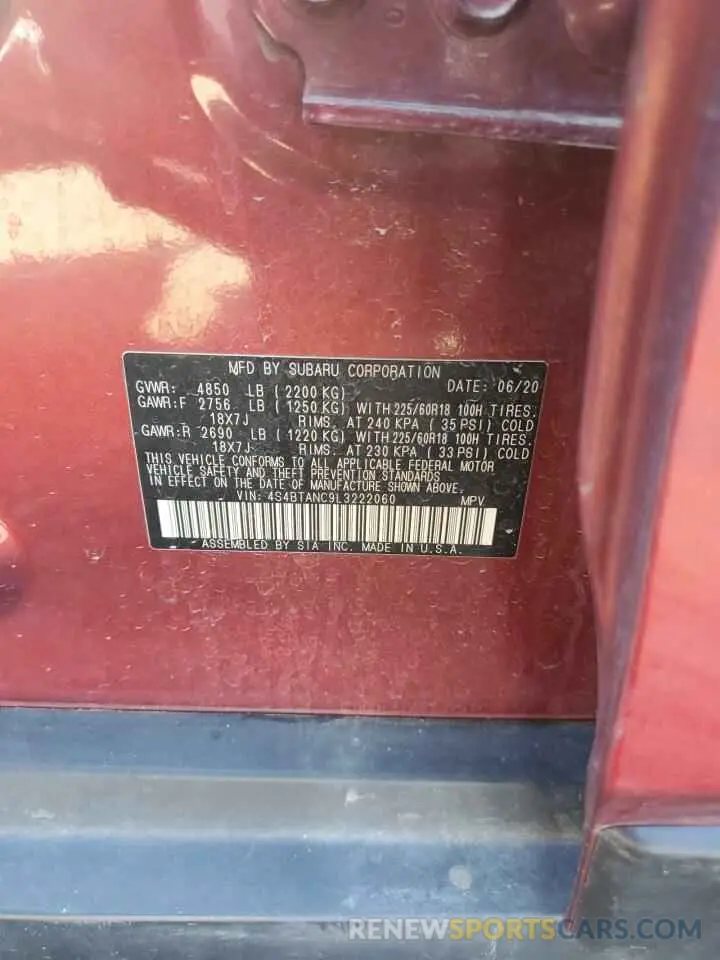 MFD BY SUBARU CORPORATION DATE: 06/20
GVWR: 4850 LB (2200 KG)
GAWR:F 2756 LB (1250 KG) WITH 225/60R18 100H TIRES.
18X7J RIMS. AT 240 KPA (35 PSI) COLD
GAWR:R 2690 LB (1220 KG) WITH 225/60R18 100H TIRES.
18X7J RIMS. AT 230 KPA (33 PSI) COLD
THIS VEHICLE CONFORMS TO ALL APPLICABLE FEDERAL MOTOR
VEHICLE SAFETY AND THEFT PREVENTION STANDARDS
IN EFFECT ON THE DATE OF MANUFACTURE SHOWN ABOVE.
VIN: 4S4BTANC9L3222060 MPV
ASSEMBLED BY SIA INC. MADE IN U.S.A.
RENEWSPORTSCARS.COM